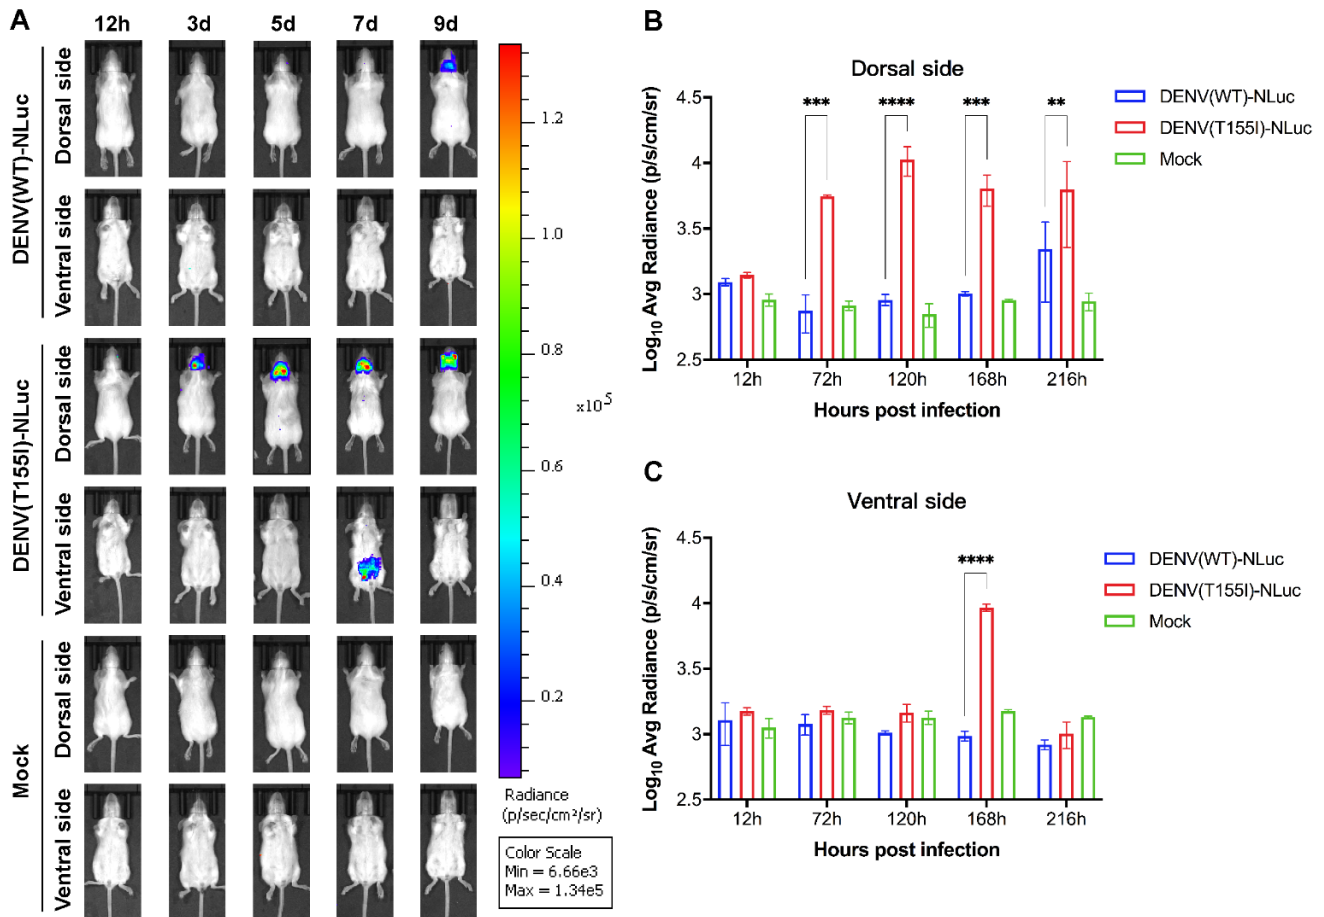 A
12h 3d 5d 7d 9d
DENV(WT)-NLuc
Dorsal side
Ventral side
DENV(T155I)-NLuc
Dorsal side
Ventral side
Mock
Dorsal side
Ventral side
1.2
1.0
0.8
x10⁵
0.6
0.4
0.2
Radiance
(p/sec/cm²/sr)
Color Scale
Min = 6.66e3
Max = 1.34e5
B
Dorsal side
Log₁₀ Avg Radiance (p/s/cm/sr)
4.5
4
3.5
3
2.5
*** **** *** **
12h 72h 120h 168h 216h
Hours post infection
DENV(WT)-NLuc
DENV(T155I)-NLuc
Mock
C
Ventral side
Log₁₀ Avg Radiance (p/s/cm/sr)
4.5
4
3.5
3
2.5
****
12h 72h 120h 168h 216h
Hours post infection
DENV(WT)-NLuc
DENV(T155I)-NLuc
Mock